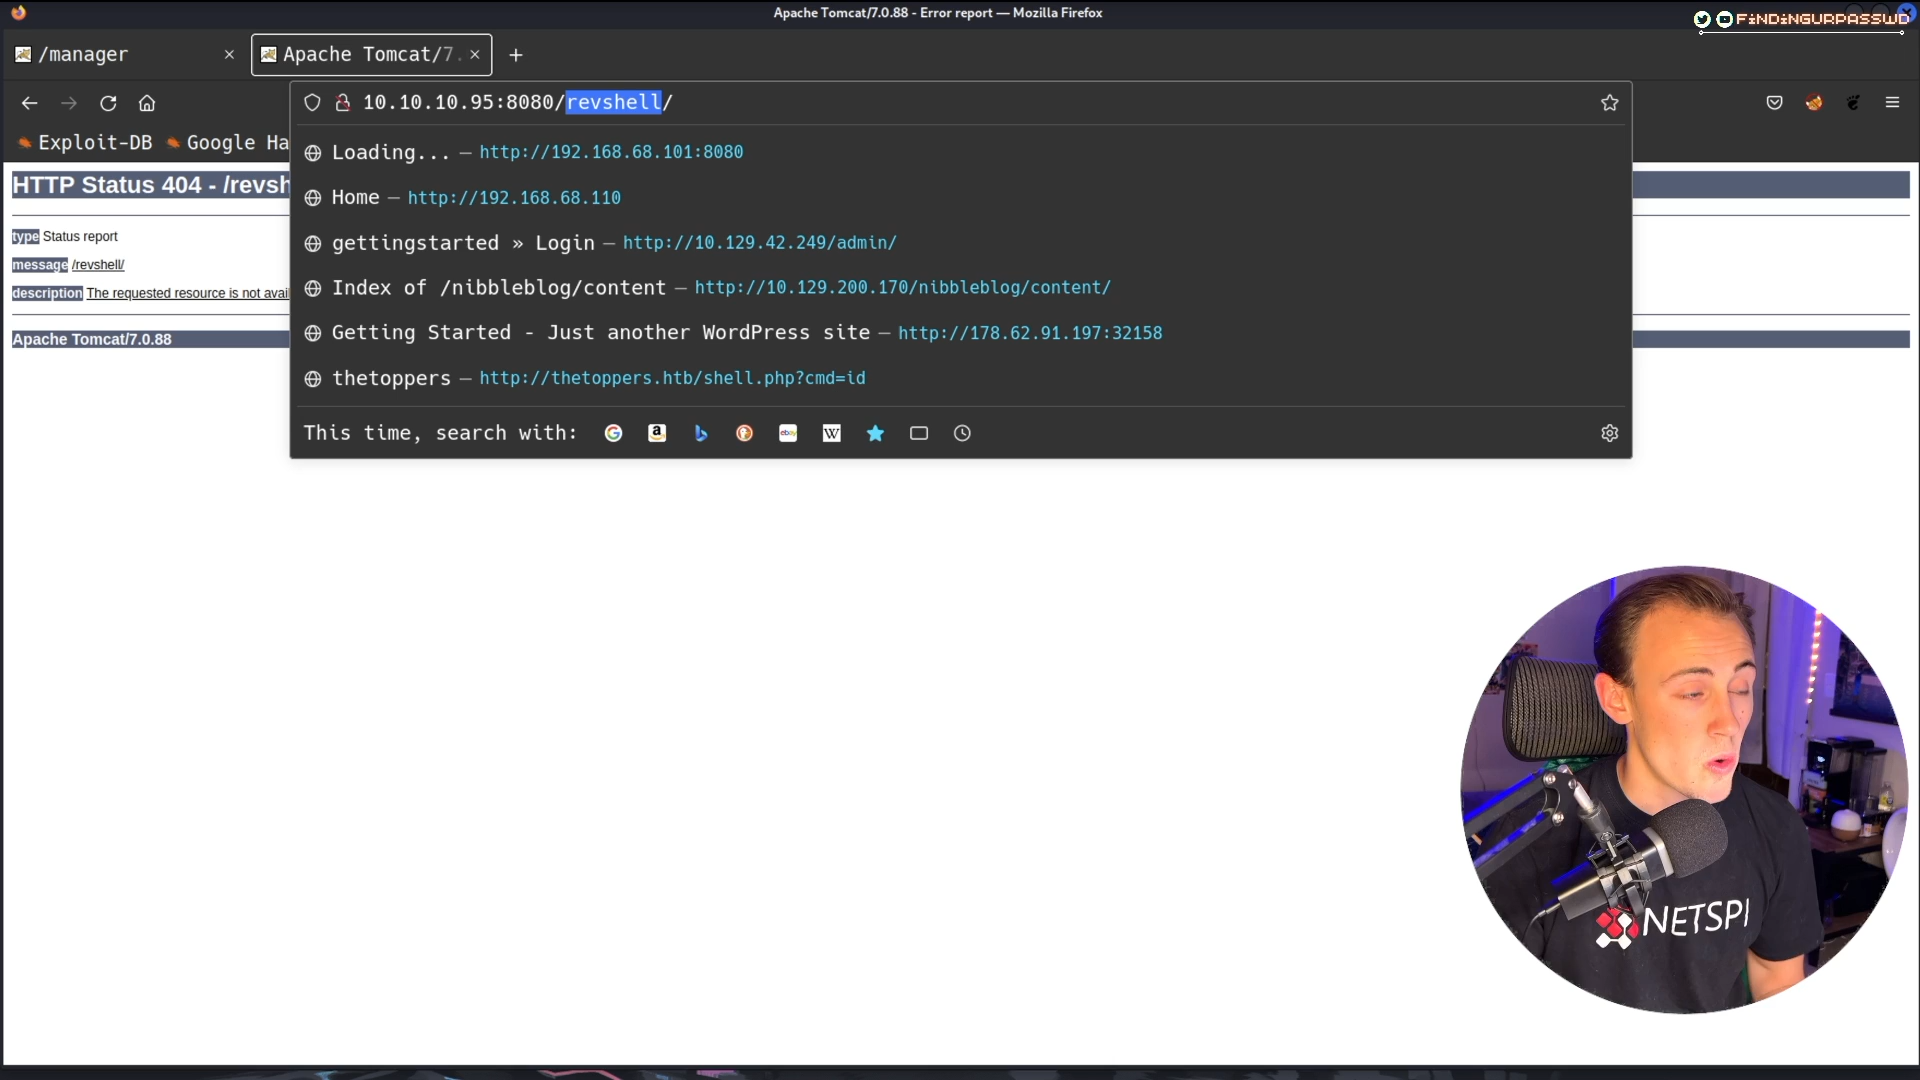 Apache Tomcat/7.0.88 - Error report — Mozilla Firefox
FiNDiNGURPASSWD
/manager
Apache Tomcat/7.
10.10.10.95:8080/revshell/
Exploit-DB
Google Ha
Loading... — http://192.168.68.101:8080
Home — http://192.168.68.110
gettingstarted » Login — http://10.129.42.249/admin/
Index of /nibbleblog/content — http://10.129.200.170/nibbleblog/content/
Getting Started - Just another WordPress site — http://178.62.91.197:32158
thetoppers — http://thetoppers.htb/shell.php?cmd=id
This time, search with:
G
a
b
ebay
W
HTTP Status 404 - /revsh
type Status report
message /revshell/
description The requested resource is not avai
Apache Tomcat/7.0.88
NETSPI